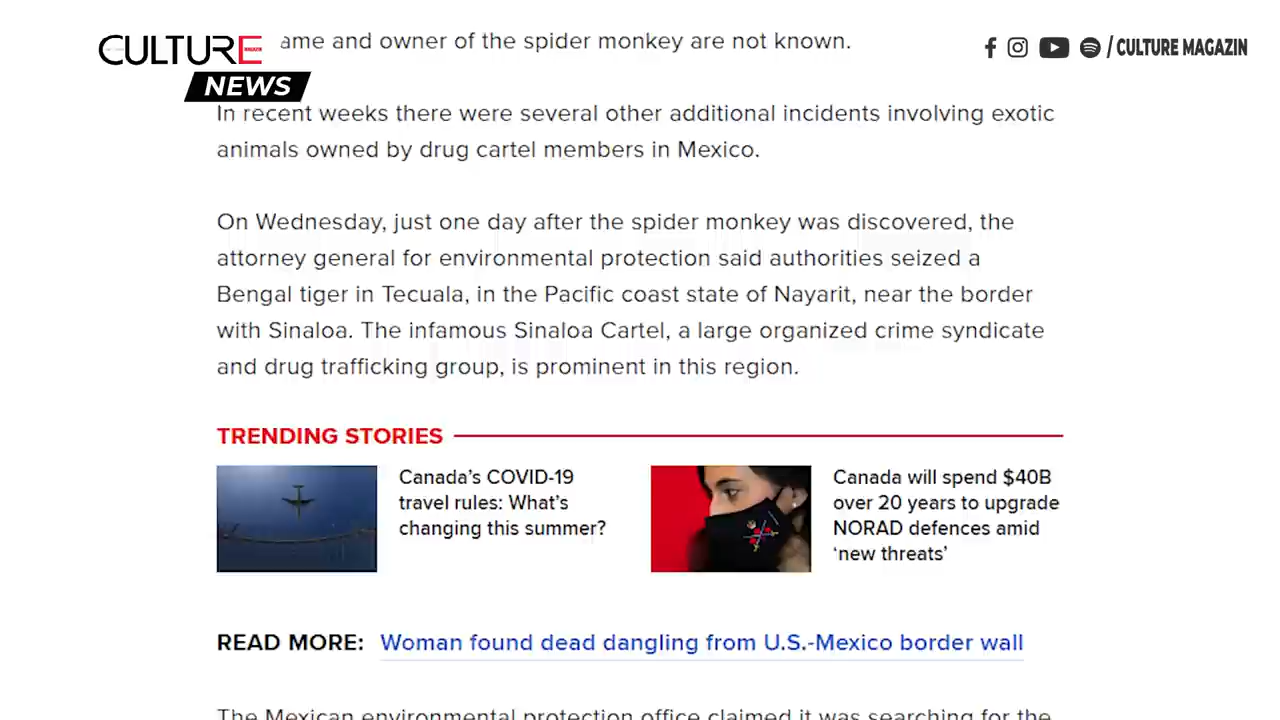 CULTURE
NEWS
/ CULTURE MAGAZIN
ame and owner of the spider monkey are not known.
In recent weeks there were several other additional incidents involving exotic
animals owned by drug cartel members in Mexico.
On Wednesday, just one day after the spider monkey was discovered, the
attorney general for environmental protection said authorities seized a
Bengal tiger in Tecuala, in the Pacific coast state of Nayarit, near the border
with Sinaloa. The infamous Sinaloa Cartel, a large organized crime syndicate
and drug trafficking group, is prominent in this region.
TRENDING STORIES
Canada's COVID-19
travel rules: What's
changing this summer?
Canada will spend $40B
over 20 years to upgrade
NORAD defences amid
‘new threats’
READ MORE: Woman found dead dangling from U.S.-Mexico border wall
The Mexican environmental protection office claimed it was searching for the